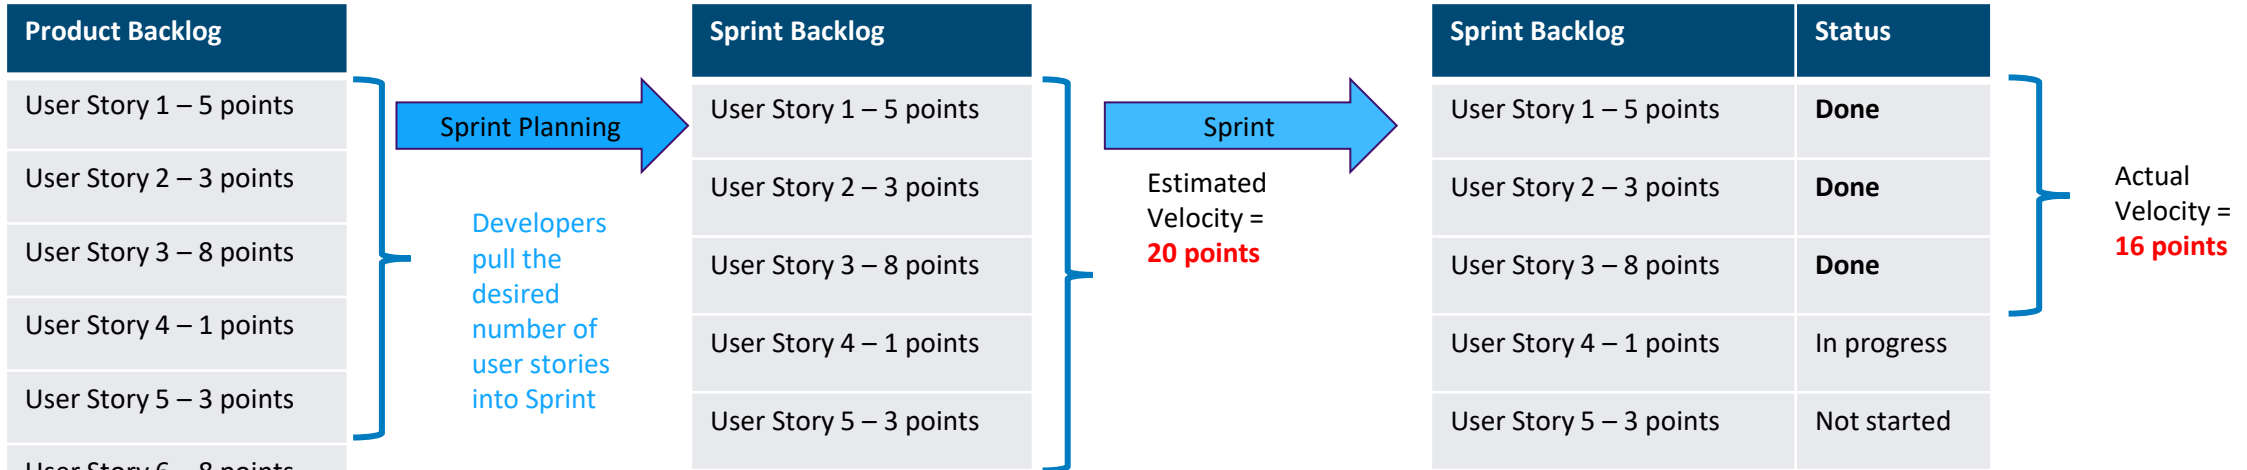 Product Backlog
User Story 1 – 5 points
User Story 2 – 3 points
User Story 3 – 8 points
User Story 4 – 1 points
User Story 5 – 3 points
User Story 6 – 8 points
Sprint Planning
Developers
pull the
desired
number of
user stories
into Sprint
Sprint Backlog
User Story 1 – 5 points
User Story 2 – 3 points
User Story 3 – 8 points
User Story 4 – 1 points
User Story 5 – 3 points
Sprint
Estimated
Velocity =
20 points
Sprint Backlog Status
User Story 1 – 5 points Done
User Story 2 – 3 points Done
User Story 3 – 8 points Done
User Story 4 – 1 points In progress
User Story 5 – 3 points Not started
Actual
Velocity =
16 points